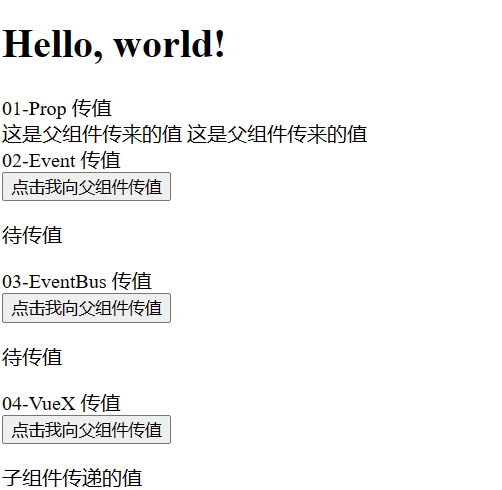 Hello, world!
01-Prop 传值
这是父组件传来的值 这是父组件传来的值
02-Event 传值
点击我向父组件传值
待传值
03-EventBus 传值
点击我向父组件传值
待传值
04-VueX 传值
点击我向父组件传值
子组件传递的值